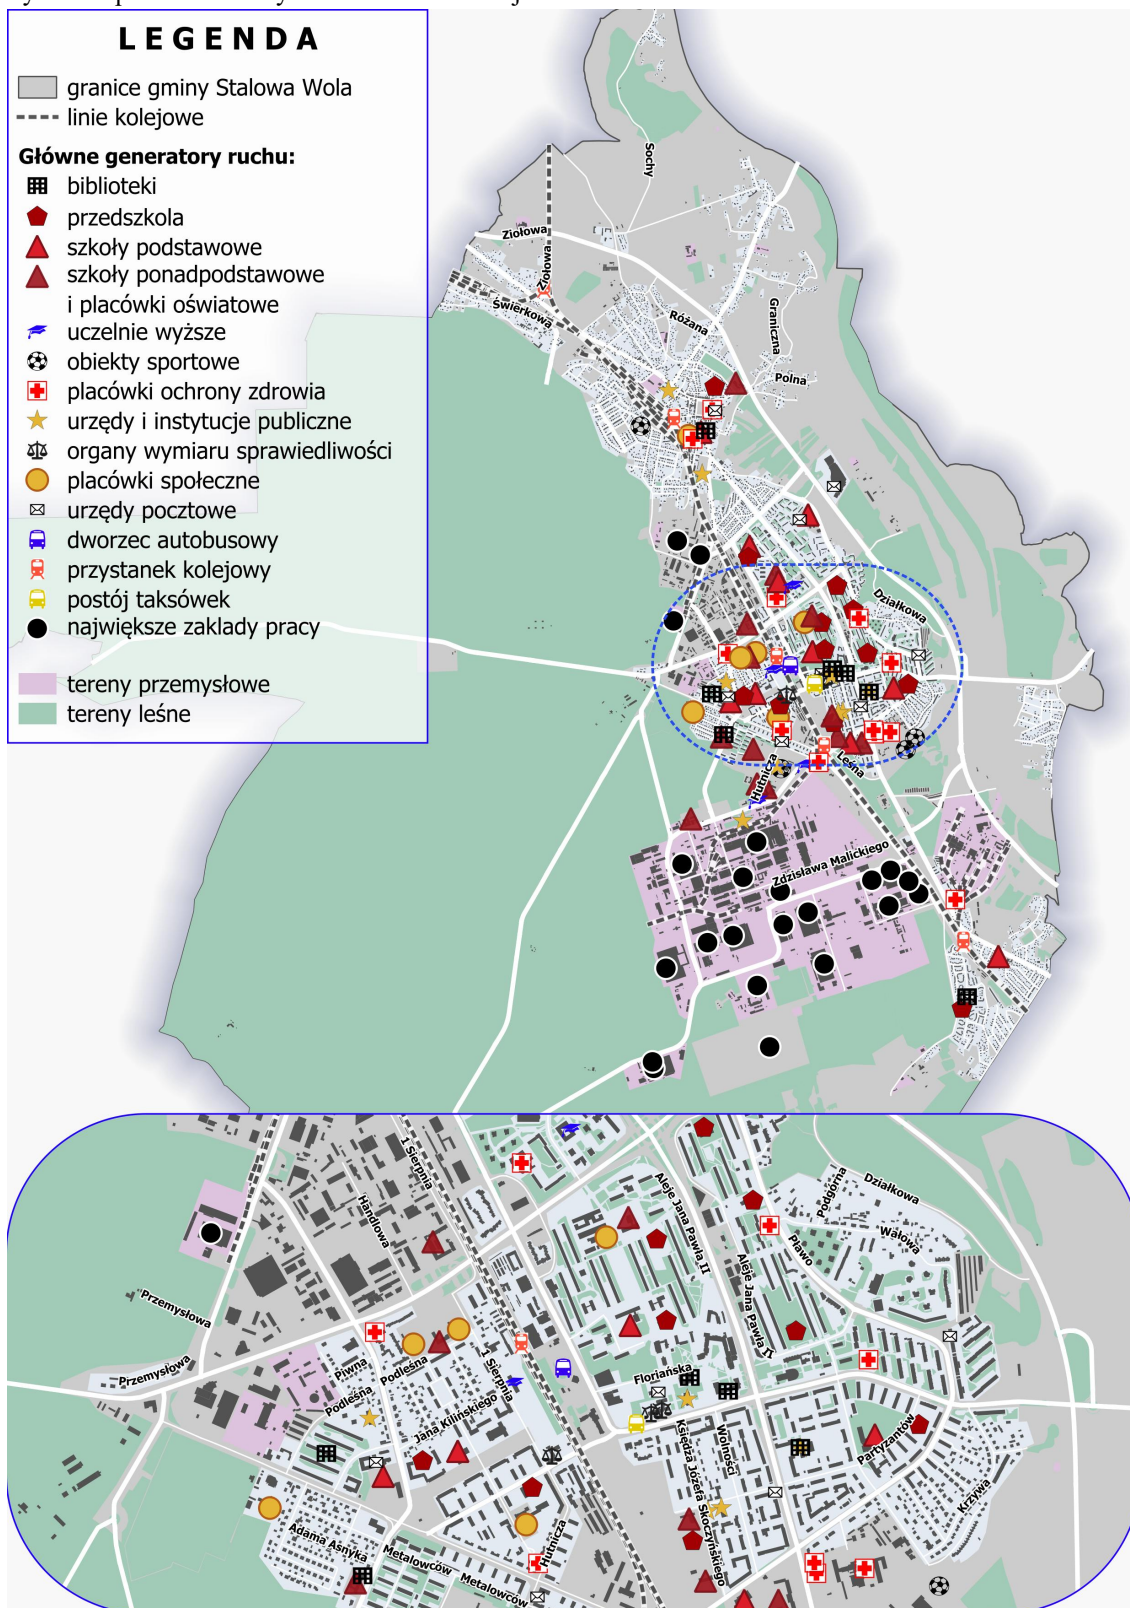 LEGENDA
granice gminy Stalowa Wola
linie kolejowe
Główne generatory ruchu:
biblioteki
przedszkola
szkoły podstawowe
szkoły ponadpodstawowe
i placówki oświatowe
uczelnie wyższe
obiekty sportowe
placówki ochrony zdrowia
urzędy i instytucje publiczne
organy wymiaru sprawiedliwości
placówki społeczne
urzędy pocztowe
dworzec autobusowy
przystanek kolejowy
postój taksówek
największe zaklady pracy
tereny przemysłowe
tereny leśne
Sochy
Ziołowa
Ziołowa
Świerkowa
Różana
Graniczna
Polna
Działkowa
Leśna
Hutnicza
Zdzisława Malickiego
1 Sierpnia
Handlowa
Aleje Jana Pawła II
Podgórna
Działkowa
Wałowa
Pławo
Aleje Jana Pawła II
Przemysłowa
Przemysłowa
Piwna
Podleśna
Podleśna
1 Sierpnia
Jana Kilińskiego
Floriańska
Księdza Józefa Skoczyńskiego
Wolności
Partyzantów
Krzywa
Adama Asnyka
Metalowców
Metalowców
Hutnicza